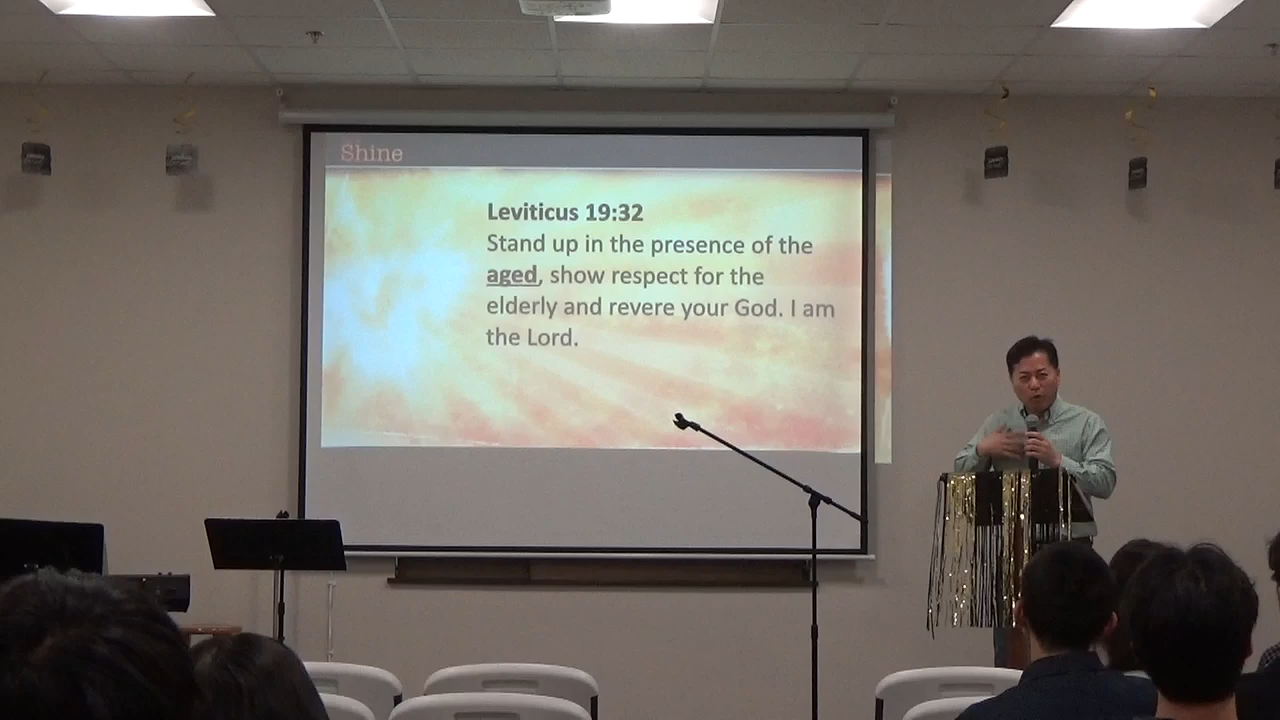 Shine
Leviticus 19:32
Stand up in the presence of the
aged, show respect for the
elderly and revere your God. I am
the Lord.